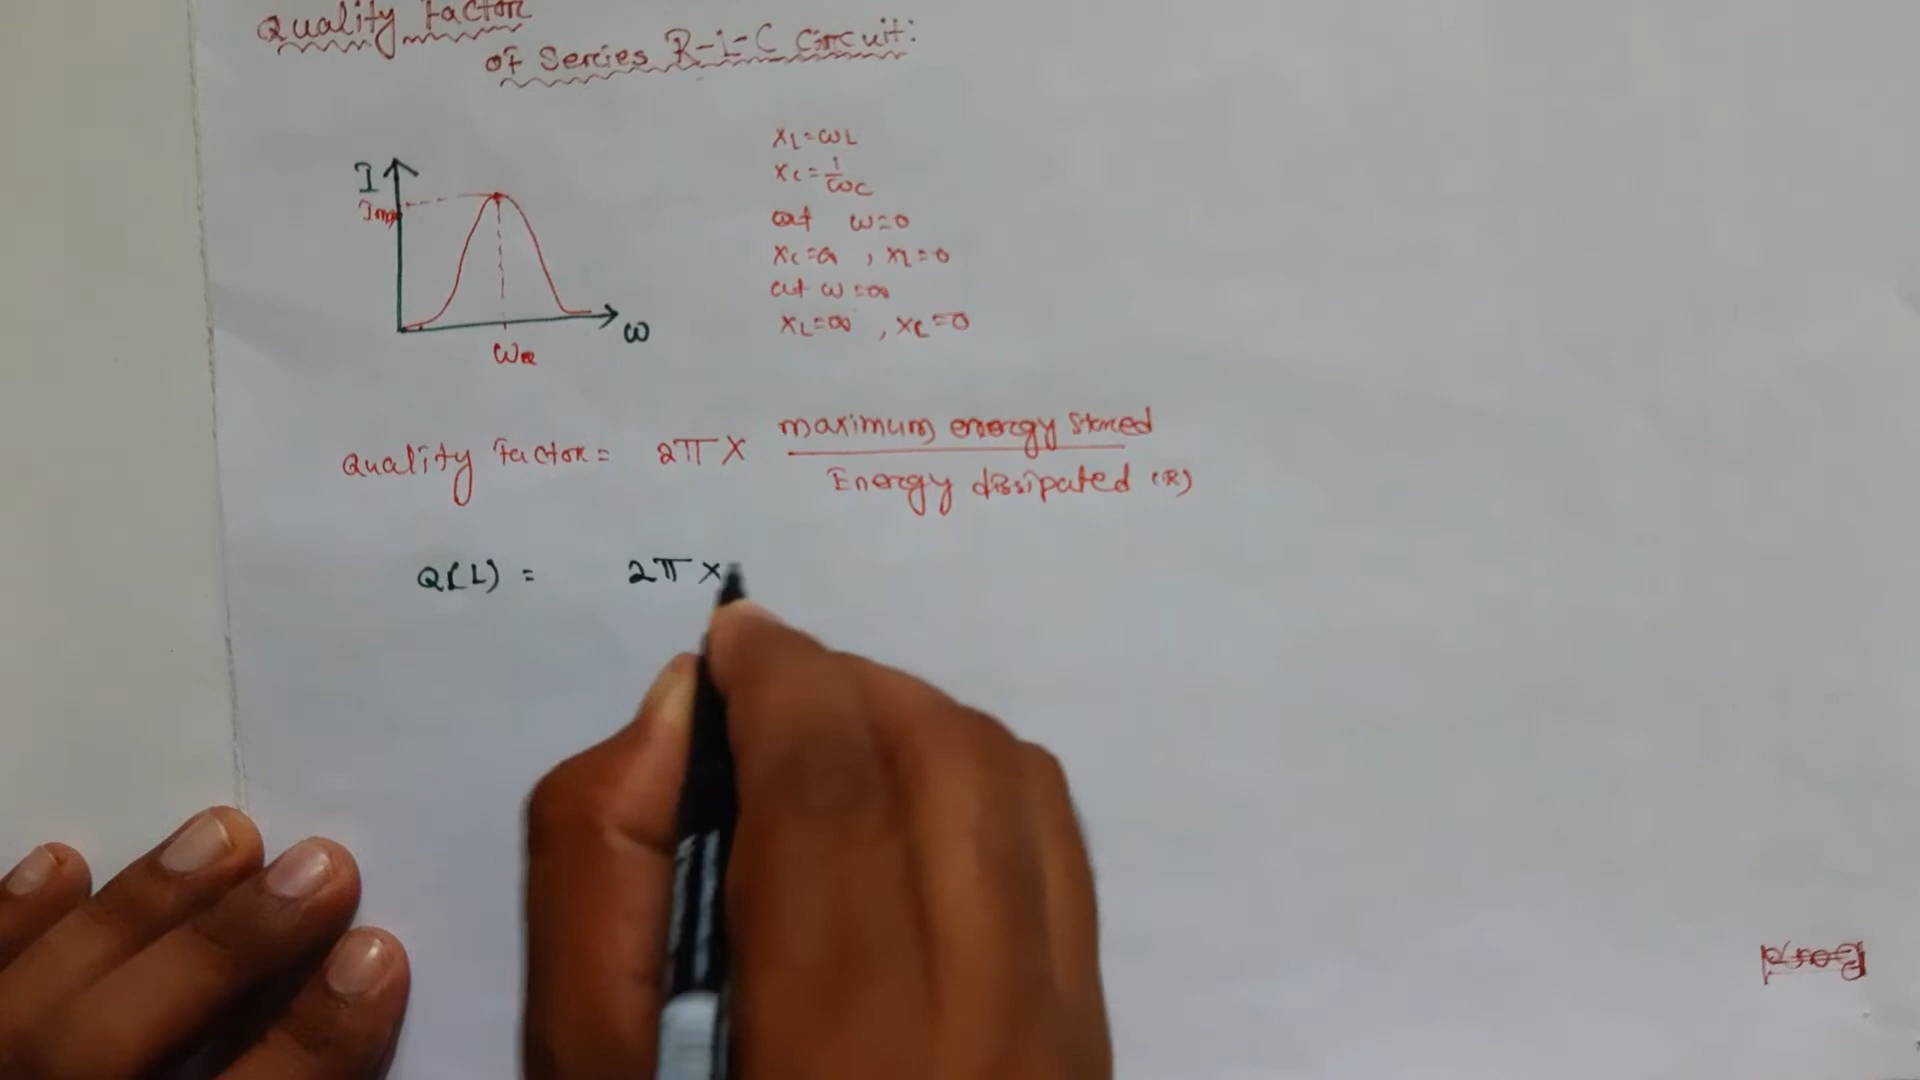 Quality factor
of Series R-L-C Circuit:
I
Imax
ω
ωR
XL=ωL
Xc=1/ωC
at ω=0
Xc=α , XL=0
at ω=∞
XL=∞ , Xc=0
Quality factor= 2π X maximum energy stored
Energy dissipated (R)
Q(L) = 2π X